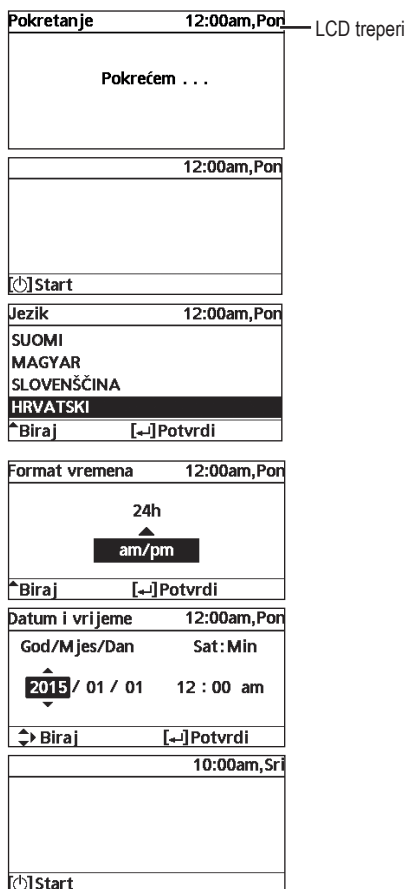 Pokretanje 12:00am,Pon
LCD treperi
Pokrećem . . .
12:00am,Pon
[⏻]Start
Jezik 12:00am,Pon
SUOMI
MAGYAR
SLOVENŠČINA
HRVATSKI
▲Biraj [↵]Potvrdi
Format vremena 12:00am,Pon
24h
▲
am/pm
▲Biraj [↵]Potvrdi
Datum i vrijeme 12:00am,Pon
God/Mjes/Dan Sat:Min
2015 / 01 / 01 12 : 00 am
Biraj [↵]Potvrdi
10:00am,Sri
[⏻]Start